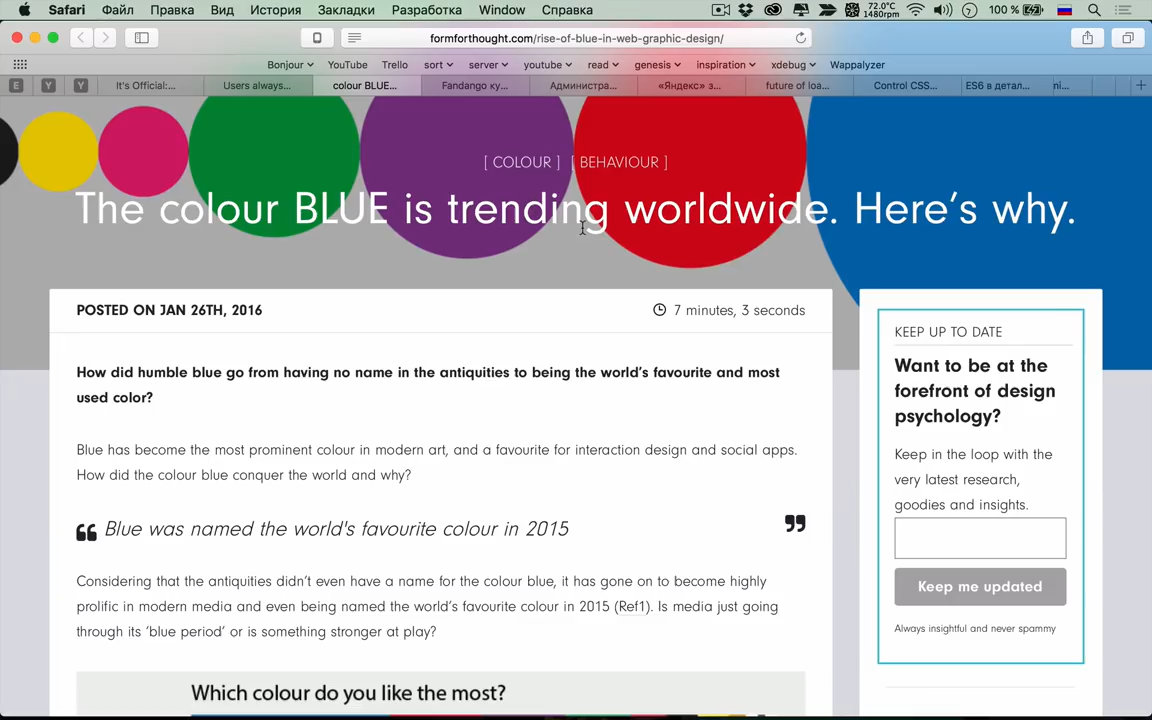 Safari Файл Правка Вид История Закладки Разработка Window Справка 72.0°C 1480rpm 100 %
formforthought.com/rise-of-blue-in-web-graphic-design/
Bonjour YouTube Trello sort server youtube read genesis inspiration xdebug Wappalyzer
E Y Y It's Official:... Users always... colour BLUE... Fandango ку... Администра... «Яндекс» з... future of loa... Control CSS... ES6 в детал... ni...
[ COLOUR ] [ BEHAVIOUR ]
The colour BLUE is trending worldwide. Here's why.
POSTED ON JAN 26TH, 2016 7 minutes, 3 seconds
How did humble blue go from having no name in the antiquities to being the world's favourite and most
used color?
Blue has become the most prominent colour in modern art, and a favourite for interaction design and social apps.
How did the colour blue conquer the world and why?
“ Blue was named the world's favourite colour in 2015 ”
Considering that the antiquities didn't even have a name for the colour blue, it has gone on to become highly
prolific in modern media and even being named the world's favourite colour in 2015 (Ref1). Is media just going
through its 'blue period' or is something stronger at play?
Which colour do you like the most?
KEEP UP TO DATE
Want to be at the
forefront of design
psychology?
Keep in the loop with the
very latest research,
goodies and insights.
Keep me updated
Always insightful and never spammy